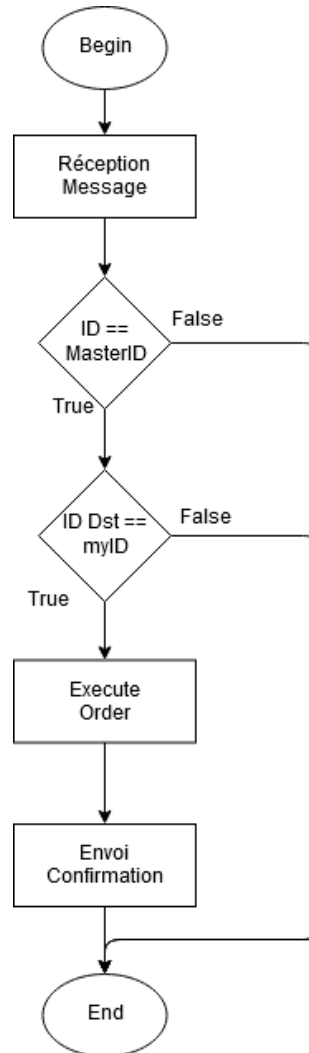 Begin
Réception
Message
ID ==
MasterID
False
True
ID Dst ==
myID
False
True
Execute
Order
Envoi
Confirmation
End